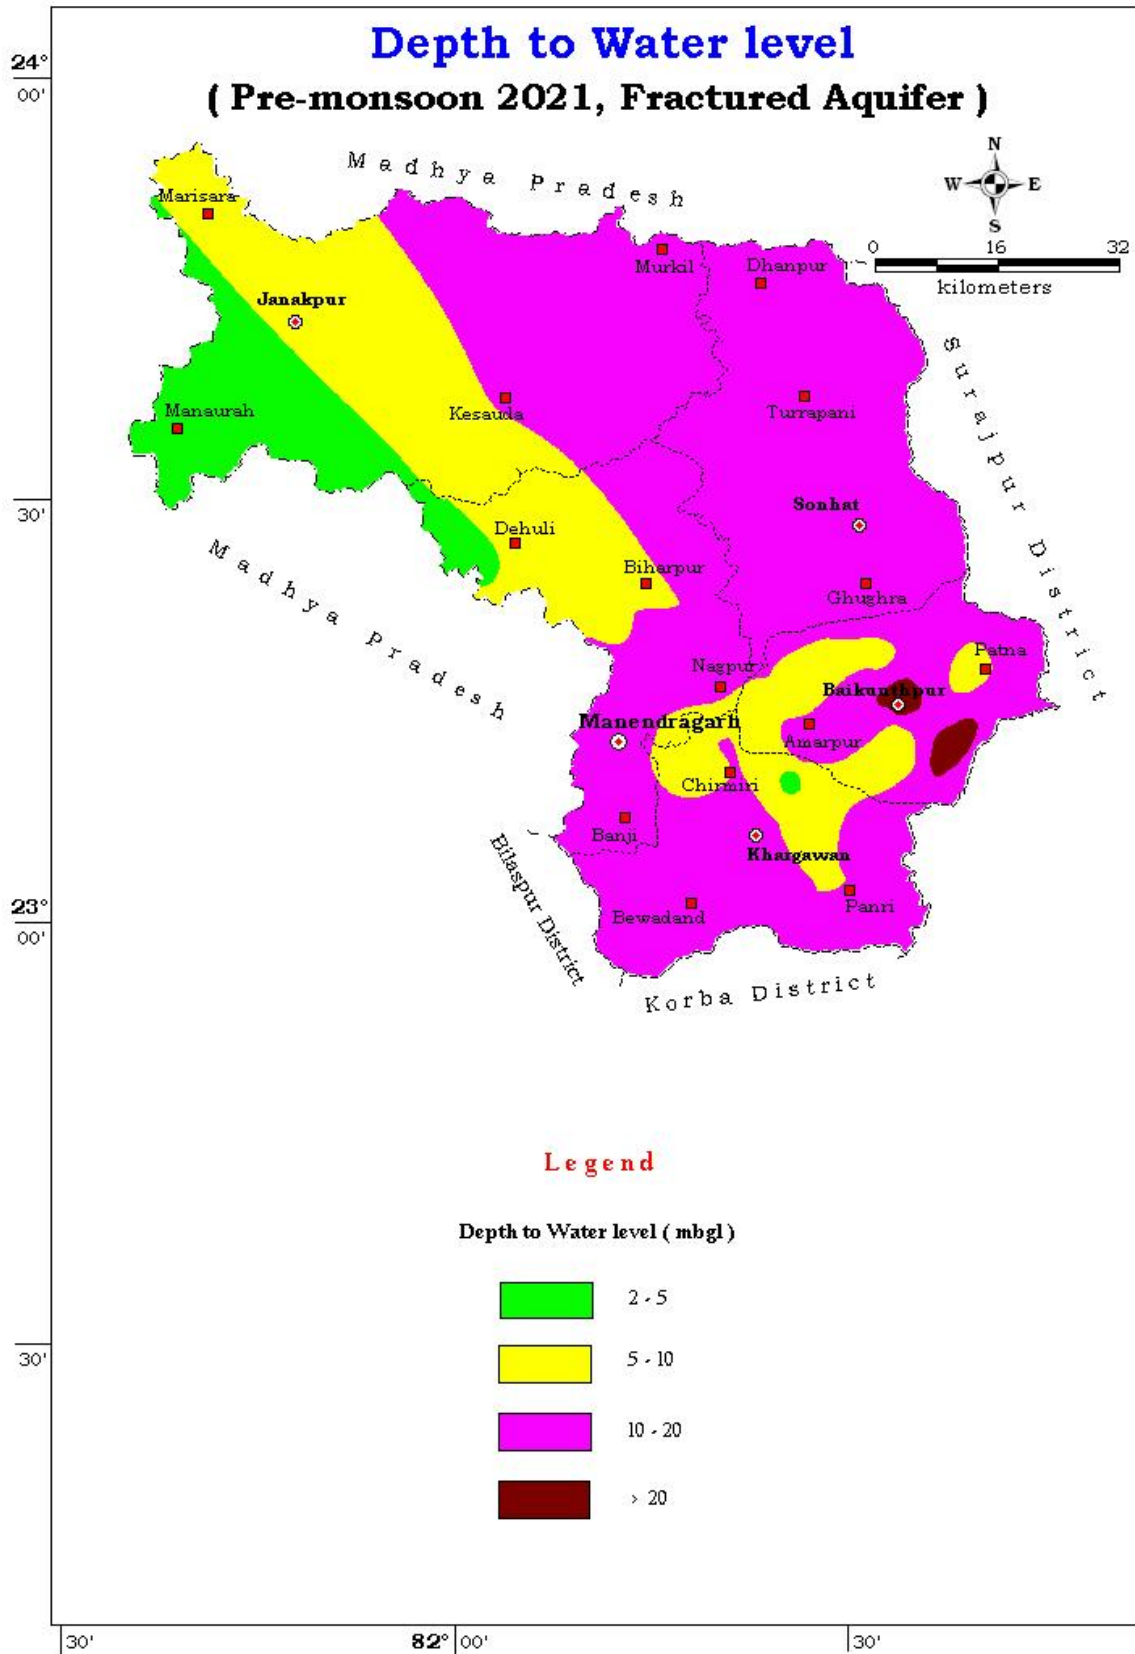 Depth to Water level
( Pre-monsoon 2021, Fractured Aquifer )
24°
00'
Madhya Pradesh
N
W E
S
Marisara
0 16 32
kilometers
Murkil
Dhanpur
Janakpur
Surajpur District
Manaurah
Kesauda
Turrapani
30'
Sonhat
Dehuli
Madhya Pradesh
Biharpur
Ghughra
Nagpur
Patna
Baikunthpur
Manendragarh
Amarpur
Chirmiri
Banji
Khargawan
Bilaspur District
23°
00'
Bewadand
Panri
Korba District
Legend
Depth to Water level ( mbgl )
2 - 5
5 - 10
30'
10 - 20
> 20
30' 82° 00' 30'